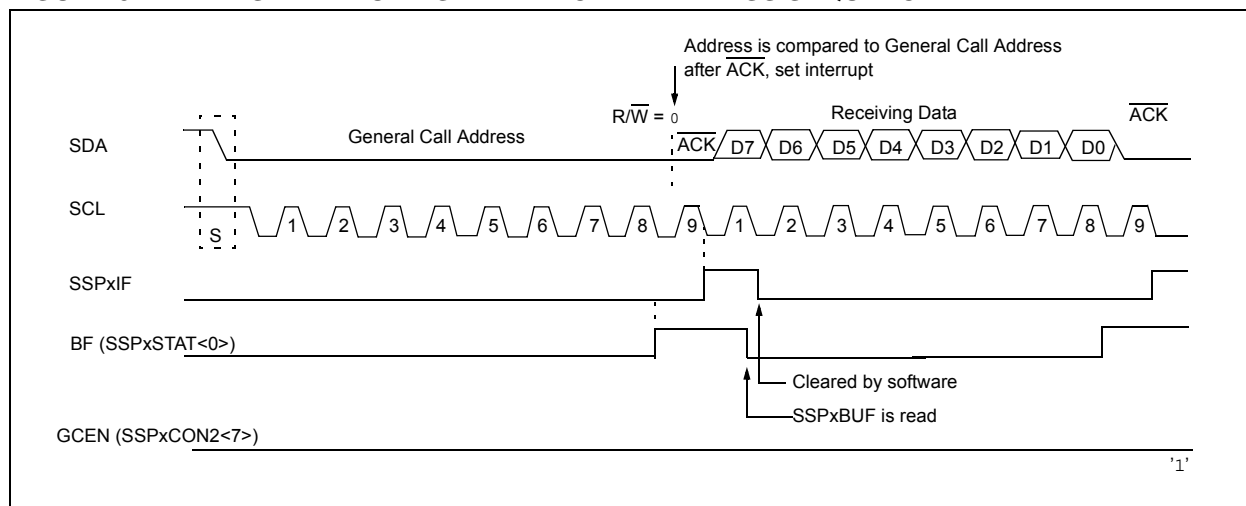 Address is compared to General Call Address
after ACK, set interrupt
R/W = 0
General Call Address
Receiving Data
ACK
SDA
ACK
D7 D6 D5 D4 D3 D2 D1 D0
SCL
S
1 2 3 4 5 6 7 8 9 1 2 3 4 5 6 7 8 9
SSPxIF
BF (SSPxSTAT<0>)
Cleared by software
SSPxBUF is read
GCEN (SSPxCON2<7>)
'1'